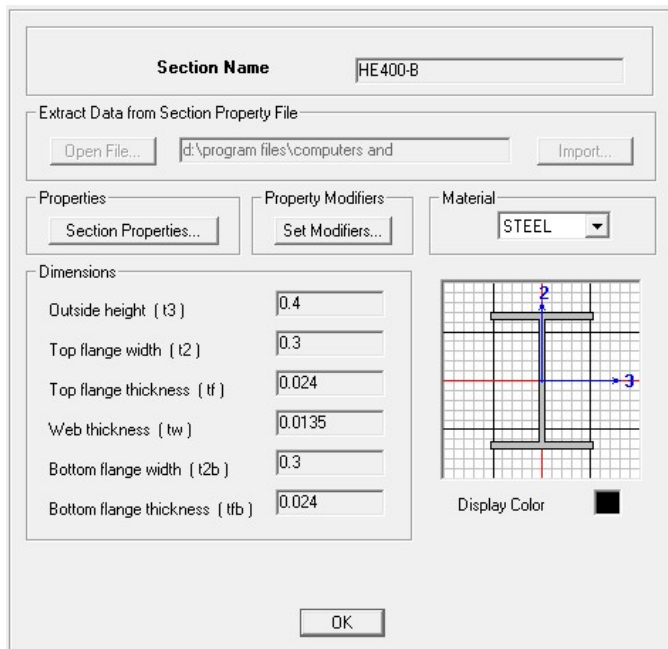 Section Name HE400-B
Extract Data from Section Property File
Open File... d:\program files\computers and Import...
Properties Property Modifiers Material
Section Properties... Set Modifiers... STEEL
Dimensions
Outside height ( t3 ) 0.4
Top flange width ( t2 ) 0.3
Top flange thickness ( tf ) 0.024
Web thickness ( tw ) 0.0135
Bottom flange width ( t2b ) 0.3
Bottom flange thickness ( tfb ) 0.024
2
3
Display Color
OK